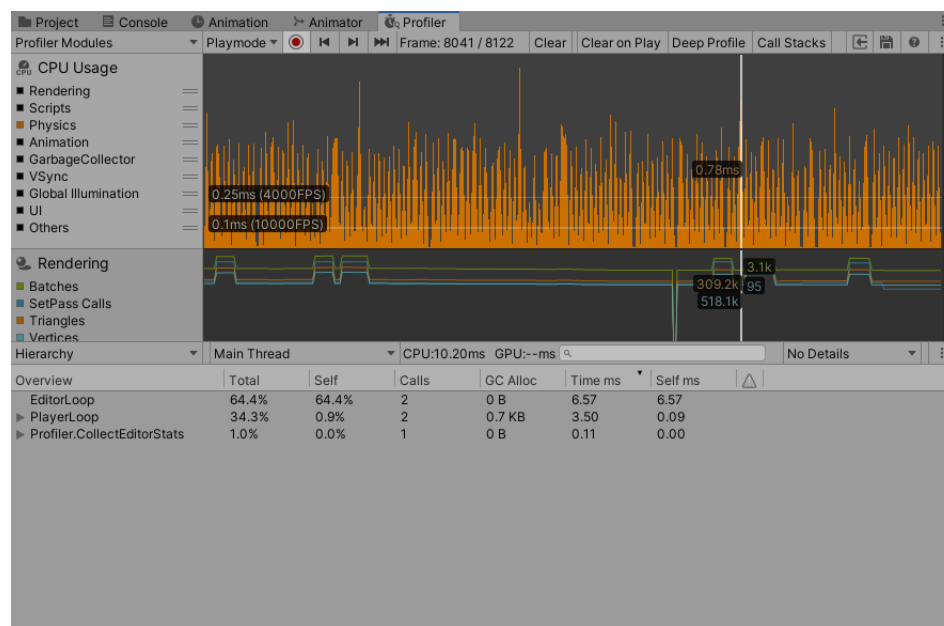 Project Console Animation Animator Profiler
Profiler Modules Playmode Frame: 8041 / 8122 Clear Clear on Play Deep Profile Call Stacks
CPU Usage
Rendering
Scripts
Physics
Animation
GarbageCollector
VSync
Global Illumination
UI
Others
0.78ms
0.25ms (4000FPS)
0.1ms (10000FPS)
Rendering
Batches
SetPass Calls
Triangles
Vertices
3.1k
309.2k 95
518.1k
Hierarchy Main Thread CPU:10.20ms GPU:--ms No Details
Overview Total Self Calls GC Alloc Time ms Self ms
EditorLoop 64.4% 64.4% 2 0 B 6.57 6.57
PlayerLoop 34.3% 0.9% 2 0.7 KB 3.50 0.09
Profiler.CollectEditorStats 1.0% 0.0% 1 0 B 0.11 0.00